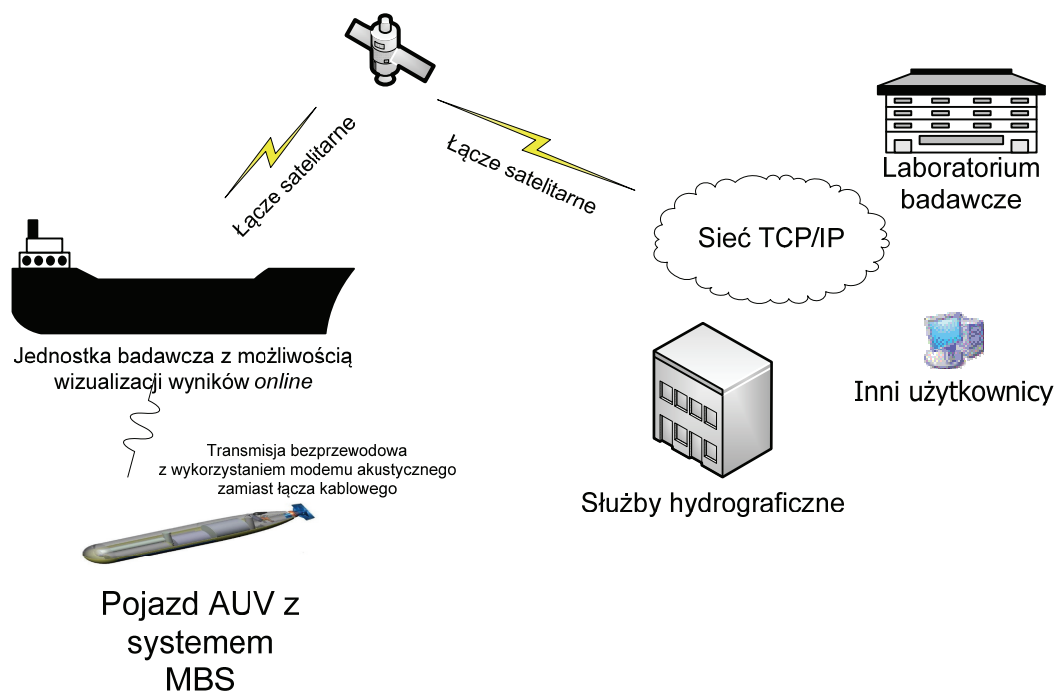 Łącze satelitarne
Łącze satelitarne
Laboratorium
badawcze
Sieć TCP/IP
Jednostka badawcza z możliwością
wizualizacji wyników online
Inni użytkownicy
Transmisja bezprzewodowa
z wykorzystaniem modemu akustycznego
zamiast łącza kablowego
Służby hydrograficzne
Pojazd AUV z
systemem
MBS